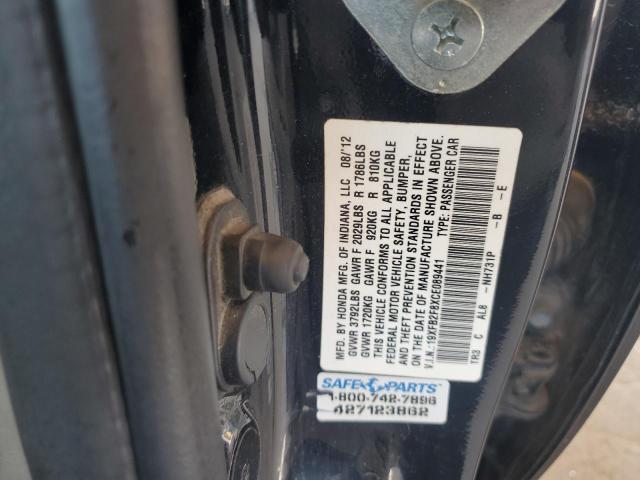 MFD. BY HONDA MFG. OF INDIANA, LLC 08/'12
GVWR 3792LBS GAWR F 2029LBS R 1786LBS
GVWR 1720KG GAWR F 920KG R 810KG
THIS VEHICLE CONFORMS TO ALL APPLICABLE
FEDERAL MOTOR VEHICLE SAFETY, BUMPER,
AND THEFT PREVENTION STANDARDS IN EFFECT
ON THE DATE OF MANUFACTURE SHOWN ABOVE.
V.I.N.: 19XFB2F8XCE089441 TYPE: PASSENGER CAR
TR3 C AL8 -NH731P -B -E
SAFE PARTS
1-800-742-7896
427123862